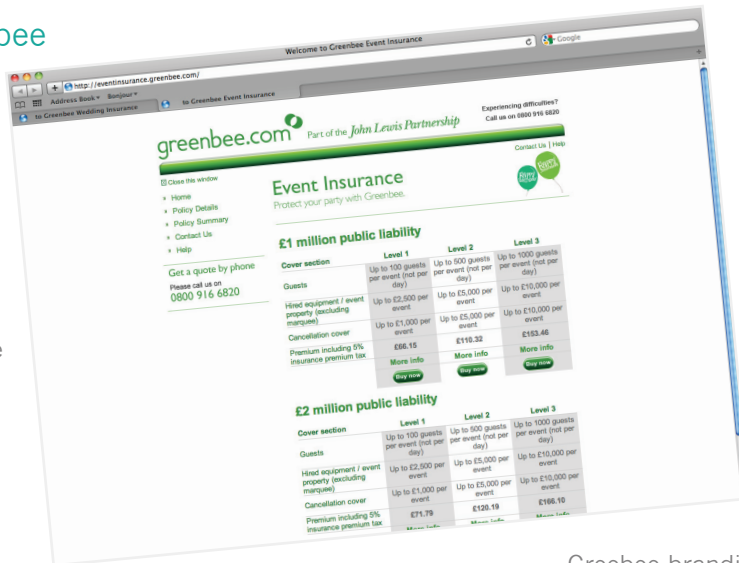 bee
Welcome to Greenbee Event Insurance
http://eventinsurance.greenbee.com/
Google
Address Book Bonjour
to Greenbee Wedding Insurance
to Greenbee Event Insurance
greenbee.com
Part of the John Lewis Partnership
Experiencing difficulties?
Call us on 0800 916 6820
Close this window
Contact Us | Help
Home
Policy Details
Policy Summary
Contact Us
Help
Get a quote by phone
Please call us on
0800 916 6820
Event Insurance
Protect your party with Greenbee.
£1 million public liability
Cover section Level 1 Level 2 Level 3
Guests Up to 100 guests per event (not per day) Up to 500 guests per event (not per day) Up to 1000 guests per event (not per day)
Hired equipment / event property (excluding marquee) Up to £2,500 per event Up to £5,000 per event Up to £10,000 per event
Cancellation cover Up to £1,000 per event Up to £5,000 per event Up to £10,000 per event
Premium including 5% insurance premium tax £66.15 £110.32 £153.46
More info More info More info
Buy now Buy now Buy now
£2 million public liability
Cover section Level 1 Level 2 Level 3
Guests Up to 100 guests per event (not per day) Up to 500 guests per event (not per day) Up to 1000 guests per event (not per day)
Hired equipment / event property (excluding marquee) Up to £2,500 per event Up to £5,000 per event Up to £10,000 per event
Cancellation cover Up to £1,000 per event Up to £5,000 per event Up to £10,000 per event
Premium including 5% insurance premium tax £71.79 £120.19 £166.10
More info More info More info
e
Greebee brandi